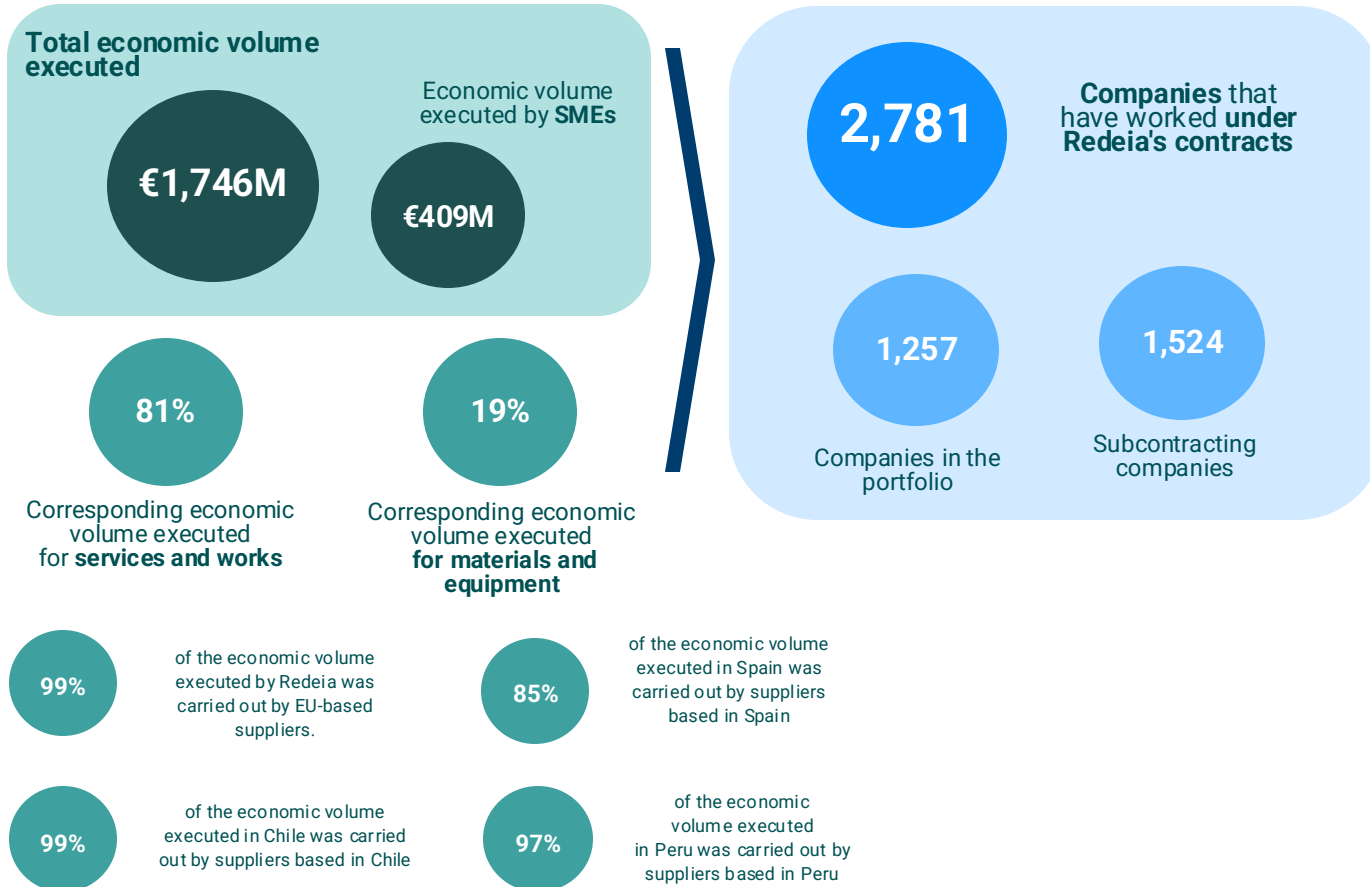 Total economic volume
executed
€1,746M
Economic volume
executed by SMEs
€409M
81%
Corresponding economic
volume executed
for services and works
19%
Corresponding economic
volume executed
for materials and
equipment
2,781
Companies that
have worked under
Redeia's contracts
1,257
Companies in the
portfolio
1,524
Subcontracting
companies
99%
of the economic volume
executed by Redeia was
carried out by EU-based
suppliers.
85%
of the economic volume
executed in Spain was
carried out by suppliers
based in Spain
99%
of the economic volume
executed in Chile was carried
out by suppliers based in Chile
97%
of the economic
volume executed
in Peru was carried out by
suppliers based in Peru